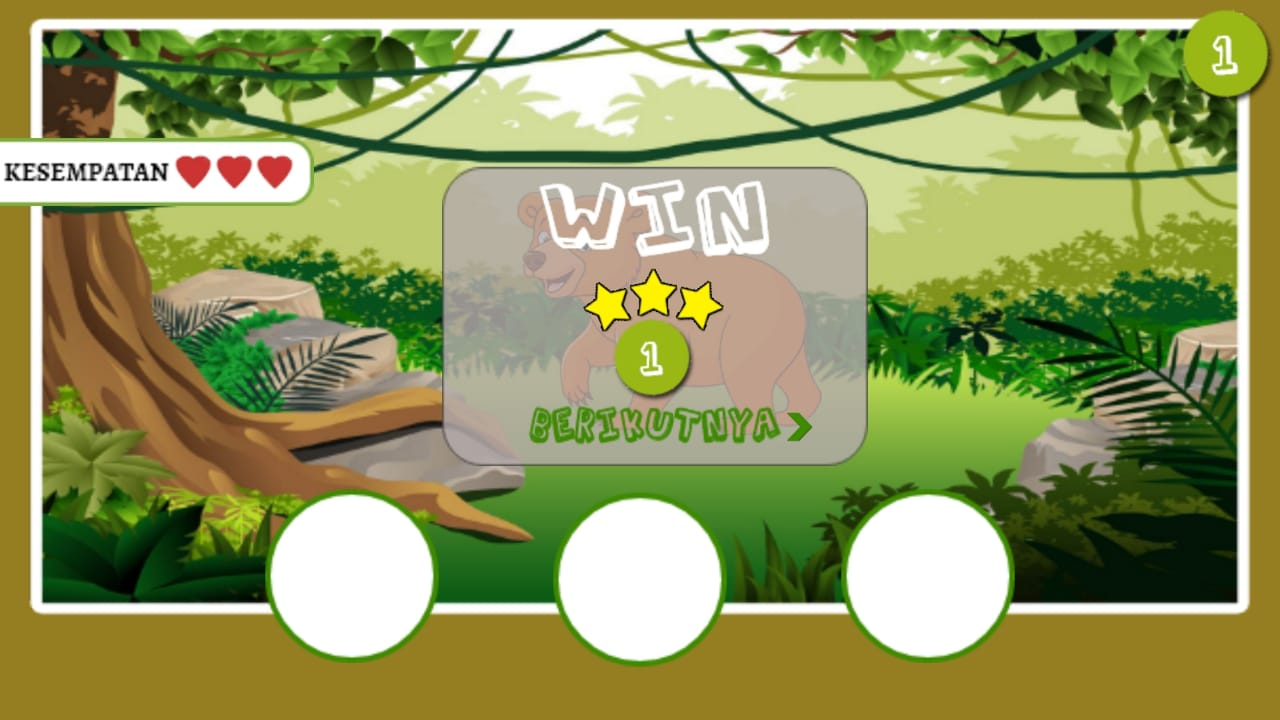 1
KESEMPATAN
WIN
1
BERIKUTNYA